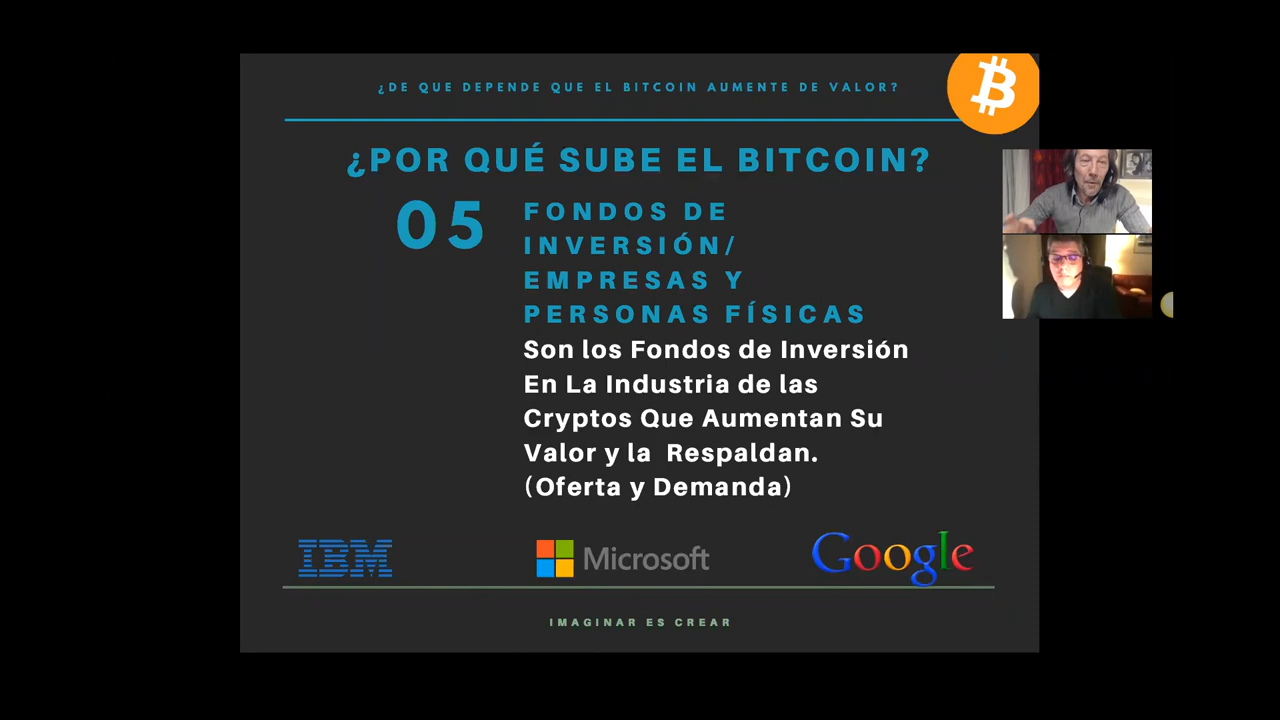 ¿DE QUE DEPENDE QUE EL BITCOIN AUMENTE DE VALOR?
¿POR QUÉ SUBE EL BITCOIN?
05
FONDOS DE
INVERSIÓN/
EMPRESAS Y
PERSONAS FÍSICAS
Son los Fondos de Inversión
En La Industria de las
Cryptos Que Aumentan Su
Valor y la  Respaldan.
(Oferta y Demanda)
IBM
Microsoft
Google
IMAGINAR ES CREAR